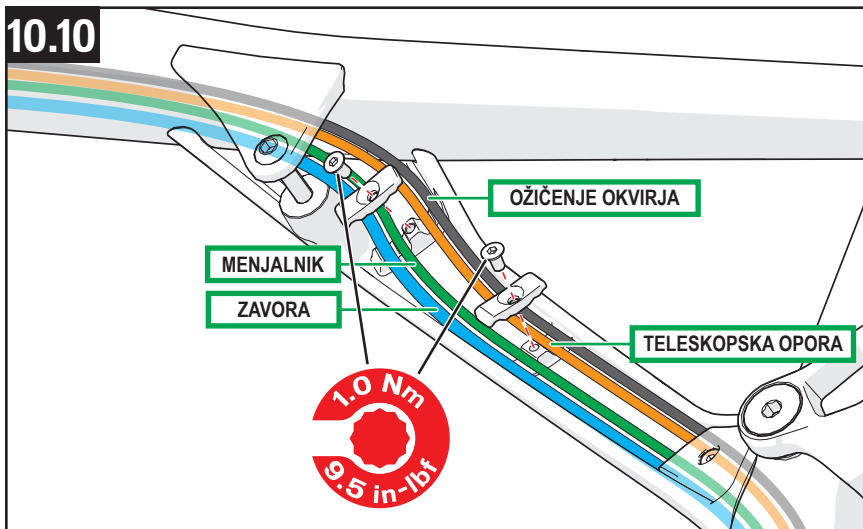 10.10
OŽIČENJE OKVIRJA
MENJALNIK
ZAVORA
TELESKOPSKA OPORA
1.0 Nm
9.5 in-lbf